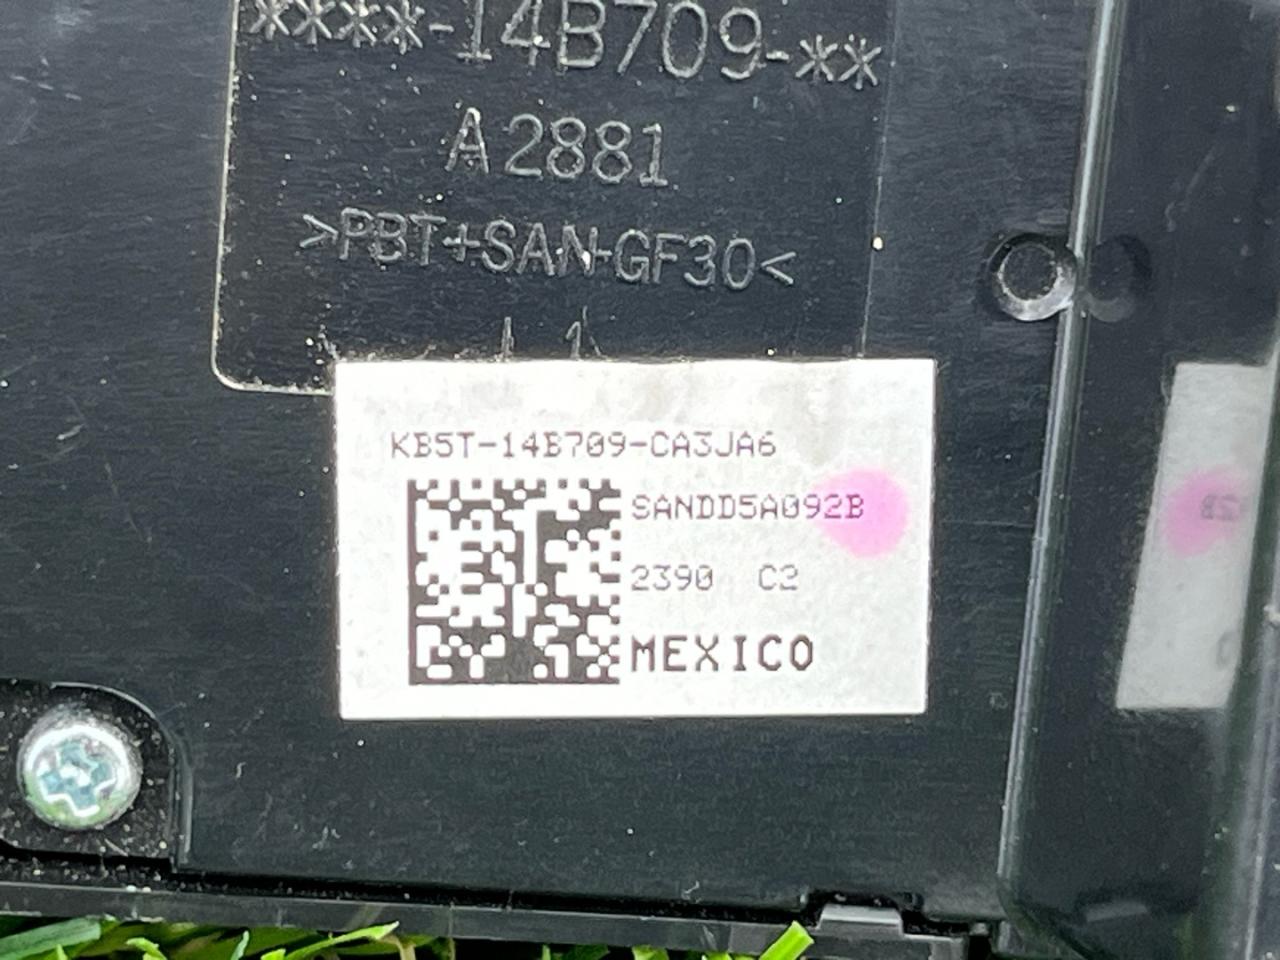 ****-14B709-**
A2881
>PBT+SAN-GF30<
KB5T-14B709-CA3JA6
SANDD5A092B
2390 C2
MEXICO